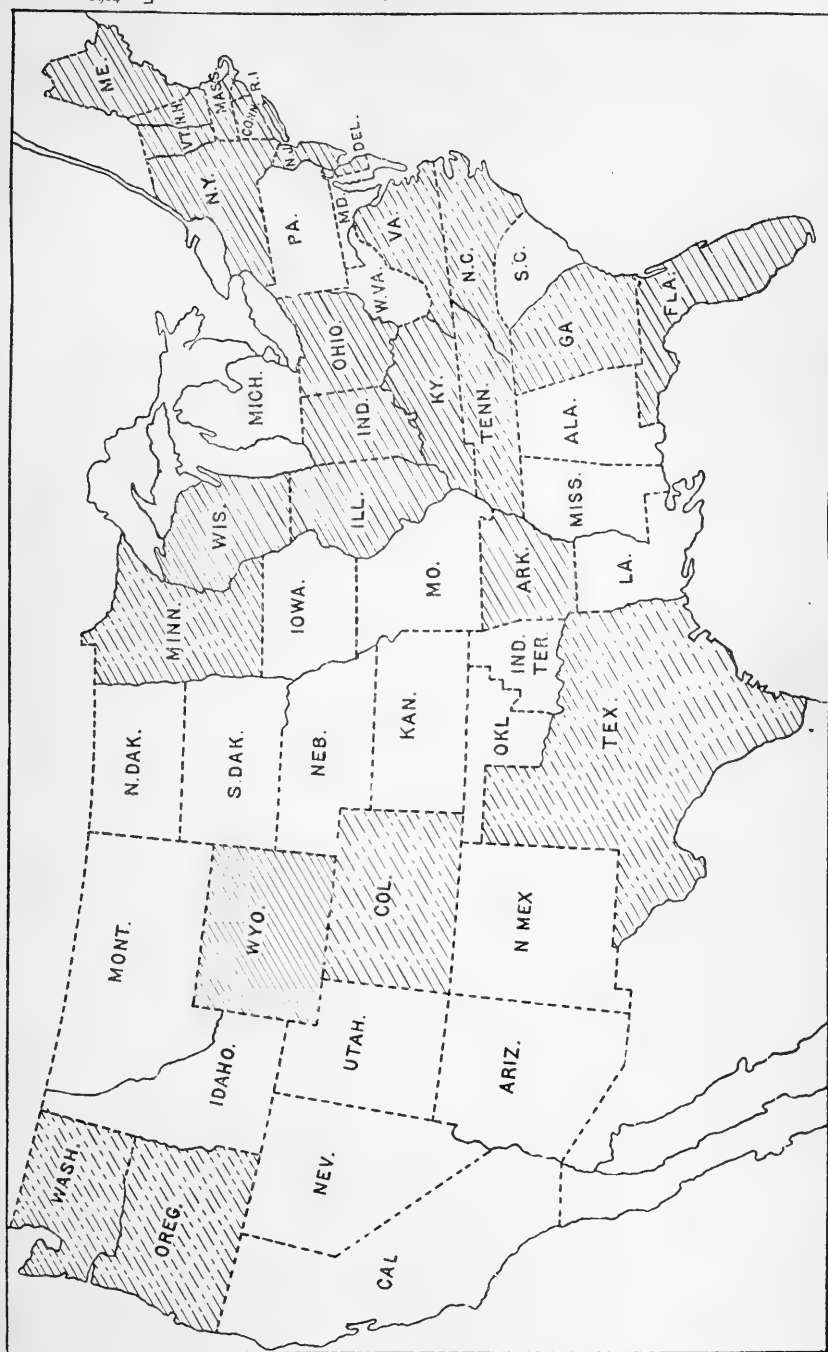 WASH.
OREG.
CAL
NEV.
IDAHO.
MONT.
WYO.
UTAH.
ARIZ.
COL.
N MEX
N. DAK.
S. DAK.
NEB.
KAN.
OKL
IND.
TER.
TEX.
MINN.
IOWA.
MO.
ARK.
LA.
WIS.
ILL.
MICH.
IND.
OHIO.
KY.
TENN.
MISS.
ALA.
GA
FLA.
S.C.
N.C.
VA
W.VA.
MD.
DEL.
PA.
N.J.
N.Y.
CONN
R.I
MASS.
VT.
N.H.
ME.